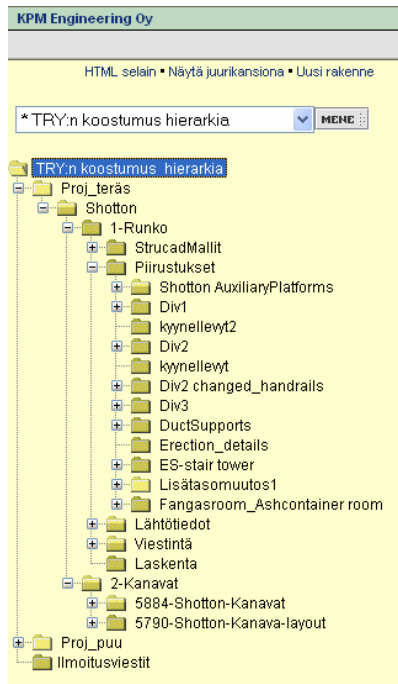 KPM Engineering Oy
HTML selain • Näytä juurikansiona • Uusi rakenne
* TRY:n koostumus hierarkia
MENE
TRY:n koostumus hierarkia
Proj_teräs
Shotton
1-Runko
StrucadMallit
Piirustukset
Shotton AuxiliaryPlatforms
Div1
kyynellevyt2
Div2
kyynellevyt
Div2 changed_handrails
Div3
DuctSupports
Erection_details
ES-stair tower
Lisätasomuutos1
Fangasroom_Ashcontainer room
Lähtötiedot
Viestintä
Laskenta
2-Kanavat
5884-Shotton-Kanavat
5790-Shotton-Kanava-layout
Proj_puu
Ilmoitusviestit